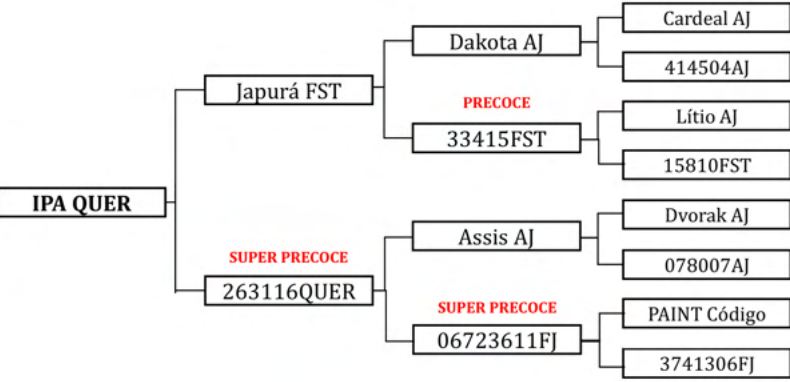 Cardeal AJ
Dakota AJ
414504AJ
Japurá FST
PRECOCE
Lítio AJ
33415FST
15810FST
IPA QUER
Dvorak AJ
Assis AJ
SUPER PRECOCE
078007AJ
263116QUER
SUPER PRECOCE
PAINT Código
06723611FJ
3741306FJ